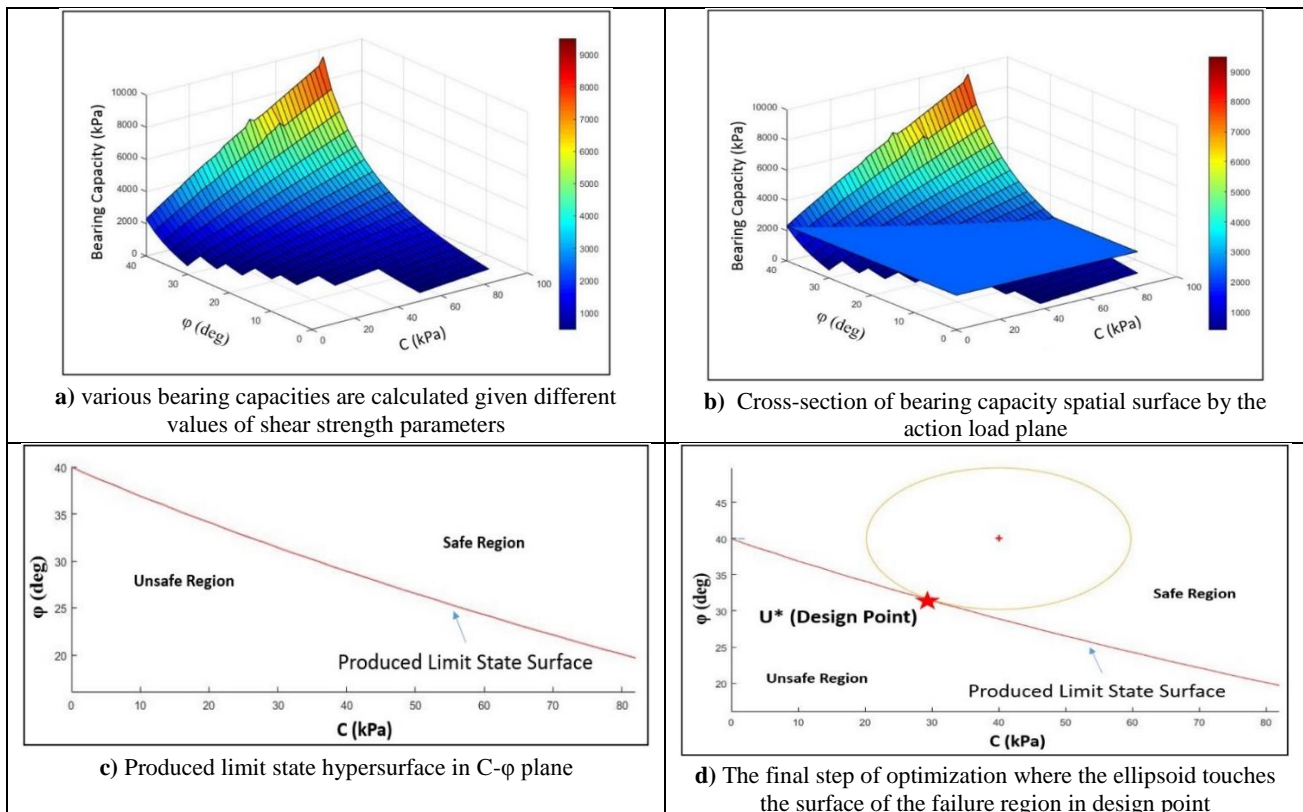 10000
8000
6000
4000
2000
0
Bearing Capacity (kPa)
40
30
20
10
0
φ (deg)
0
20
40
60
80
100
C (kPa)
9000
8000
7000
6000
5000
4000
3000
2000
1000
a) various bearing capacities are calculated given different
values of shear strength parameters
10000
8000
6000
4000
2000
0
Bearing Capacity (kPa)
40
30
20
10
0
φ (deg)
0
20
40
60
80
100
C (kPa)
9000
8000
7000
6000
5000
4000
3000
2000
1000
b) Cross-section of bearing capacity spatial surface by the
action load plane
40
35
30
25
20
φ (deg)
Safe Region
Unsafe Region
Produced Limit State Surface
0 10 20 30 40 50 60 70 80
C (kPa)
c) Produced limit state hypersurface in C-φ plane
45
40
35
30
25
20
φ (deg)
Safe Region
U* (Design Point)
Unsafe Region
Produced Limit State Surface
0 10 20 30 40 50 60 70 80
C (kPa)
d) The final step of optimization where the ellipsoid touches
the surface of the failure region in design point